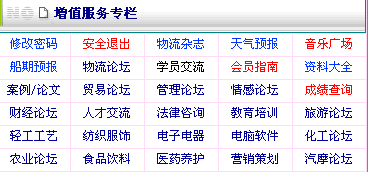 增值服务专栏
修改密码 安全退出 物流杂志 天气预报 音乐广场
船期预报 物流论坛 学员交流 会员指南 资料大全
案例/论文 贸易论坛 管理论坛 情感论坛 成绩查询
财经论坛 人才交流 法律咨询 教育培训 旅游论坛
轻工工艺 纺织服饰 电子电器 电脑软件 化工论坛
农业论坛 食品饮料 医药养护 营销策划 汽摩论坛